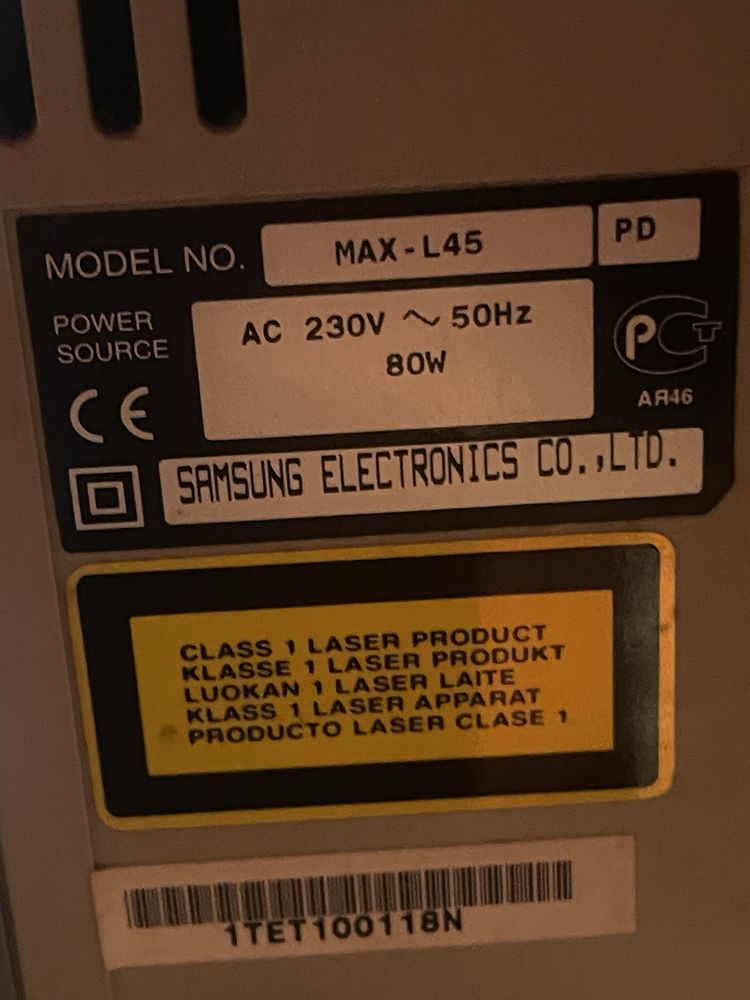 MODEL NO. MAX-L45 PD
POWER SOURCE
AC 230V ~ 50Hz
80W
CE
PCT
AR46
SAMSUNG ELECTRONICS CO.,LTD.
CLASS 1 LASER PRODUCT
KLASSE 1 LASER PRODUKT
LUOKAN 1 LASER LAITE
KLASS 1 LASER APPARAT
PRODUCTO LASER CLASE 1
1TET100118N